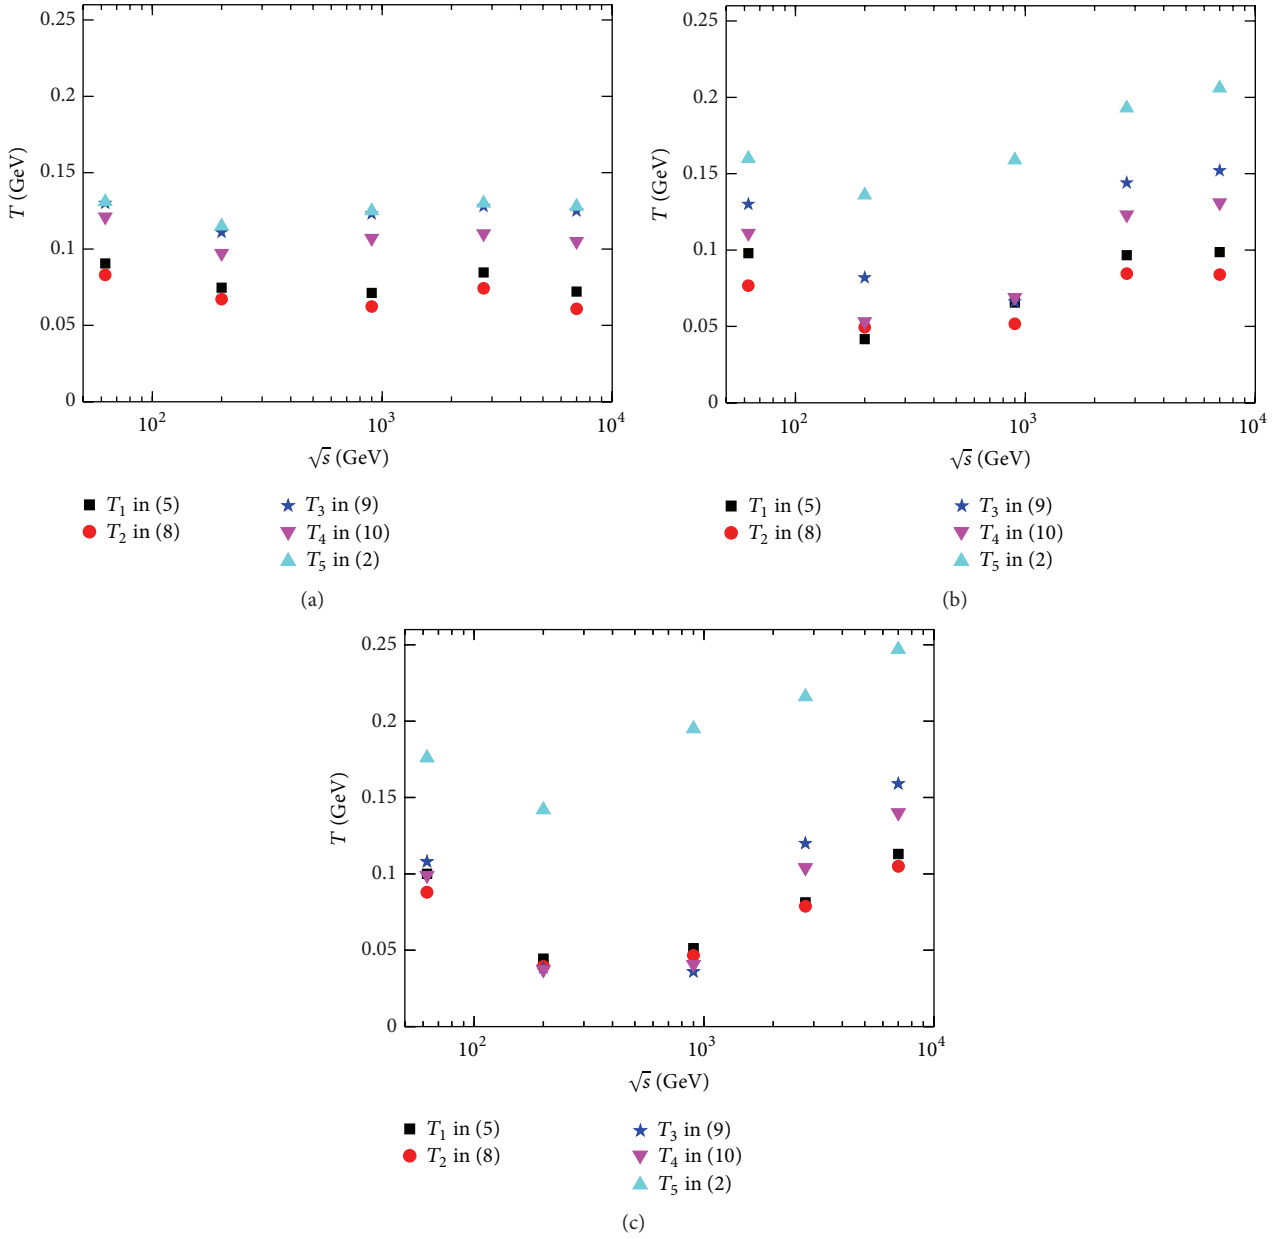 0.25
0.2
0.15
0.1
0.05
0
T (GeV)
10² 10³ 10⁴
√s (GeV)
T₁ in (5)
T₂ in (8)
T₃ in (9)
T₄ in (10)
T₅ in (2)
(a)
0.25
0.2
0.15
0.1
0.05
0
T (GeV)
10² 10³ 10⁴
√s (GeV)
T₁ in (5)
T₂ in (8)
T₃ in (9)
T₄ in (10)
T₅ in (2)
(b)
0.25
0.2
0.15
0.1
0.05
0
T (GeV)
10² 10³ 10⁴
√s (GeV)
T₁ in (5)
T₂ in (8)
T₃ in (9)
T₄ in (10)
T₅ in (2)
(c)